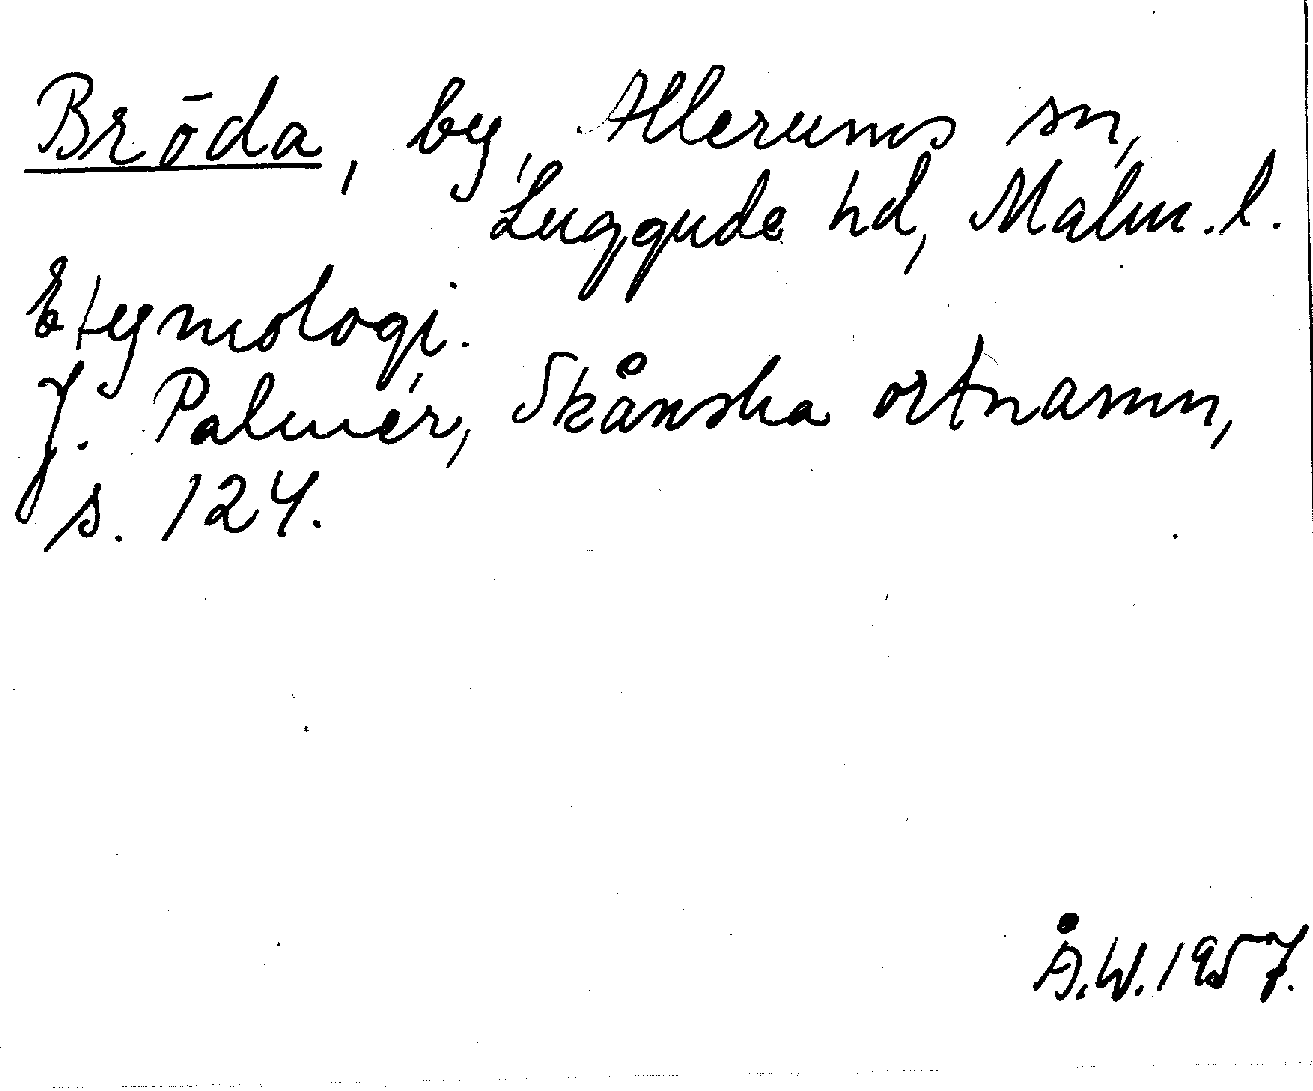 Bröda, by, Allerums sn,
Luggude hd, Malm. l.
Etymologi.
J. Palmér, Skånska ortnamn,
s. 124.
Å.W. 1957.